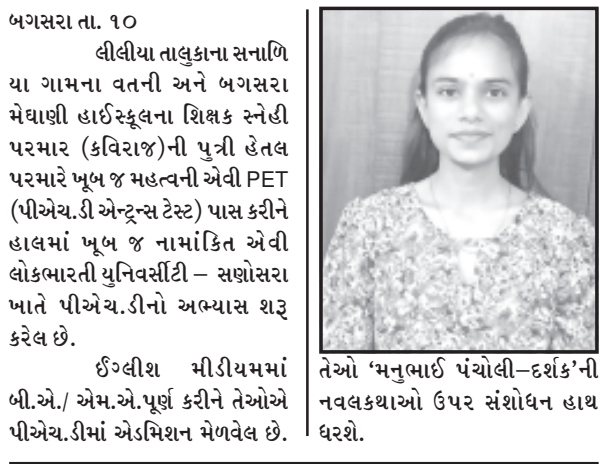 બગસરા તા. ૧૦
લીલીયા તાલુકાના સનાળિ
યા ગામના વતની અને બગસરા
મેઘાણી હાઈસ્કૂલના શિક્ષક સ્નેહી
પરમાર (કવિરાજ)ની પુત્રી હેતલ
પરમારે ખૂબ જ મહત્વની એવી PET
(પીએચ.ડી એન્ટ્રન્સ ટેસ્ટ) પાસ કરીને
હાલમાં ખૂબ જ નામાંકિત એવી
લોકભારતી યુનિવર્સીટી – સણોસરા
ખાતે પીએચ.ડીનો અભ્યાસ શરૂ
કરેલ છે.
ઈંગ્લીશ મીડીયમમાં
બી.એ./ એમ.એ.પૂર્ણ કરીને તેઓએ
પીએચ.ડીમાં એડમિશન મેળવેલ છે.
તેઓ ‘મનુભાઈ પંચોલી–દર્શક’ની
નવલકથાઓ ઉપર સંશોધન હાથ
ધરશે.